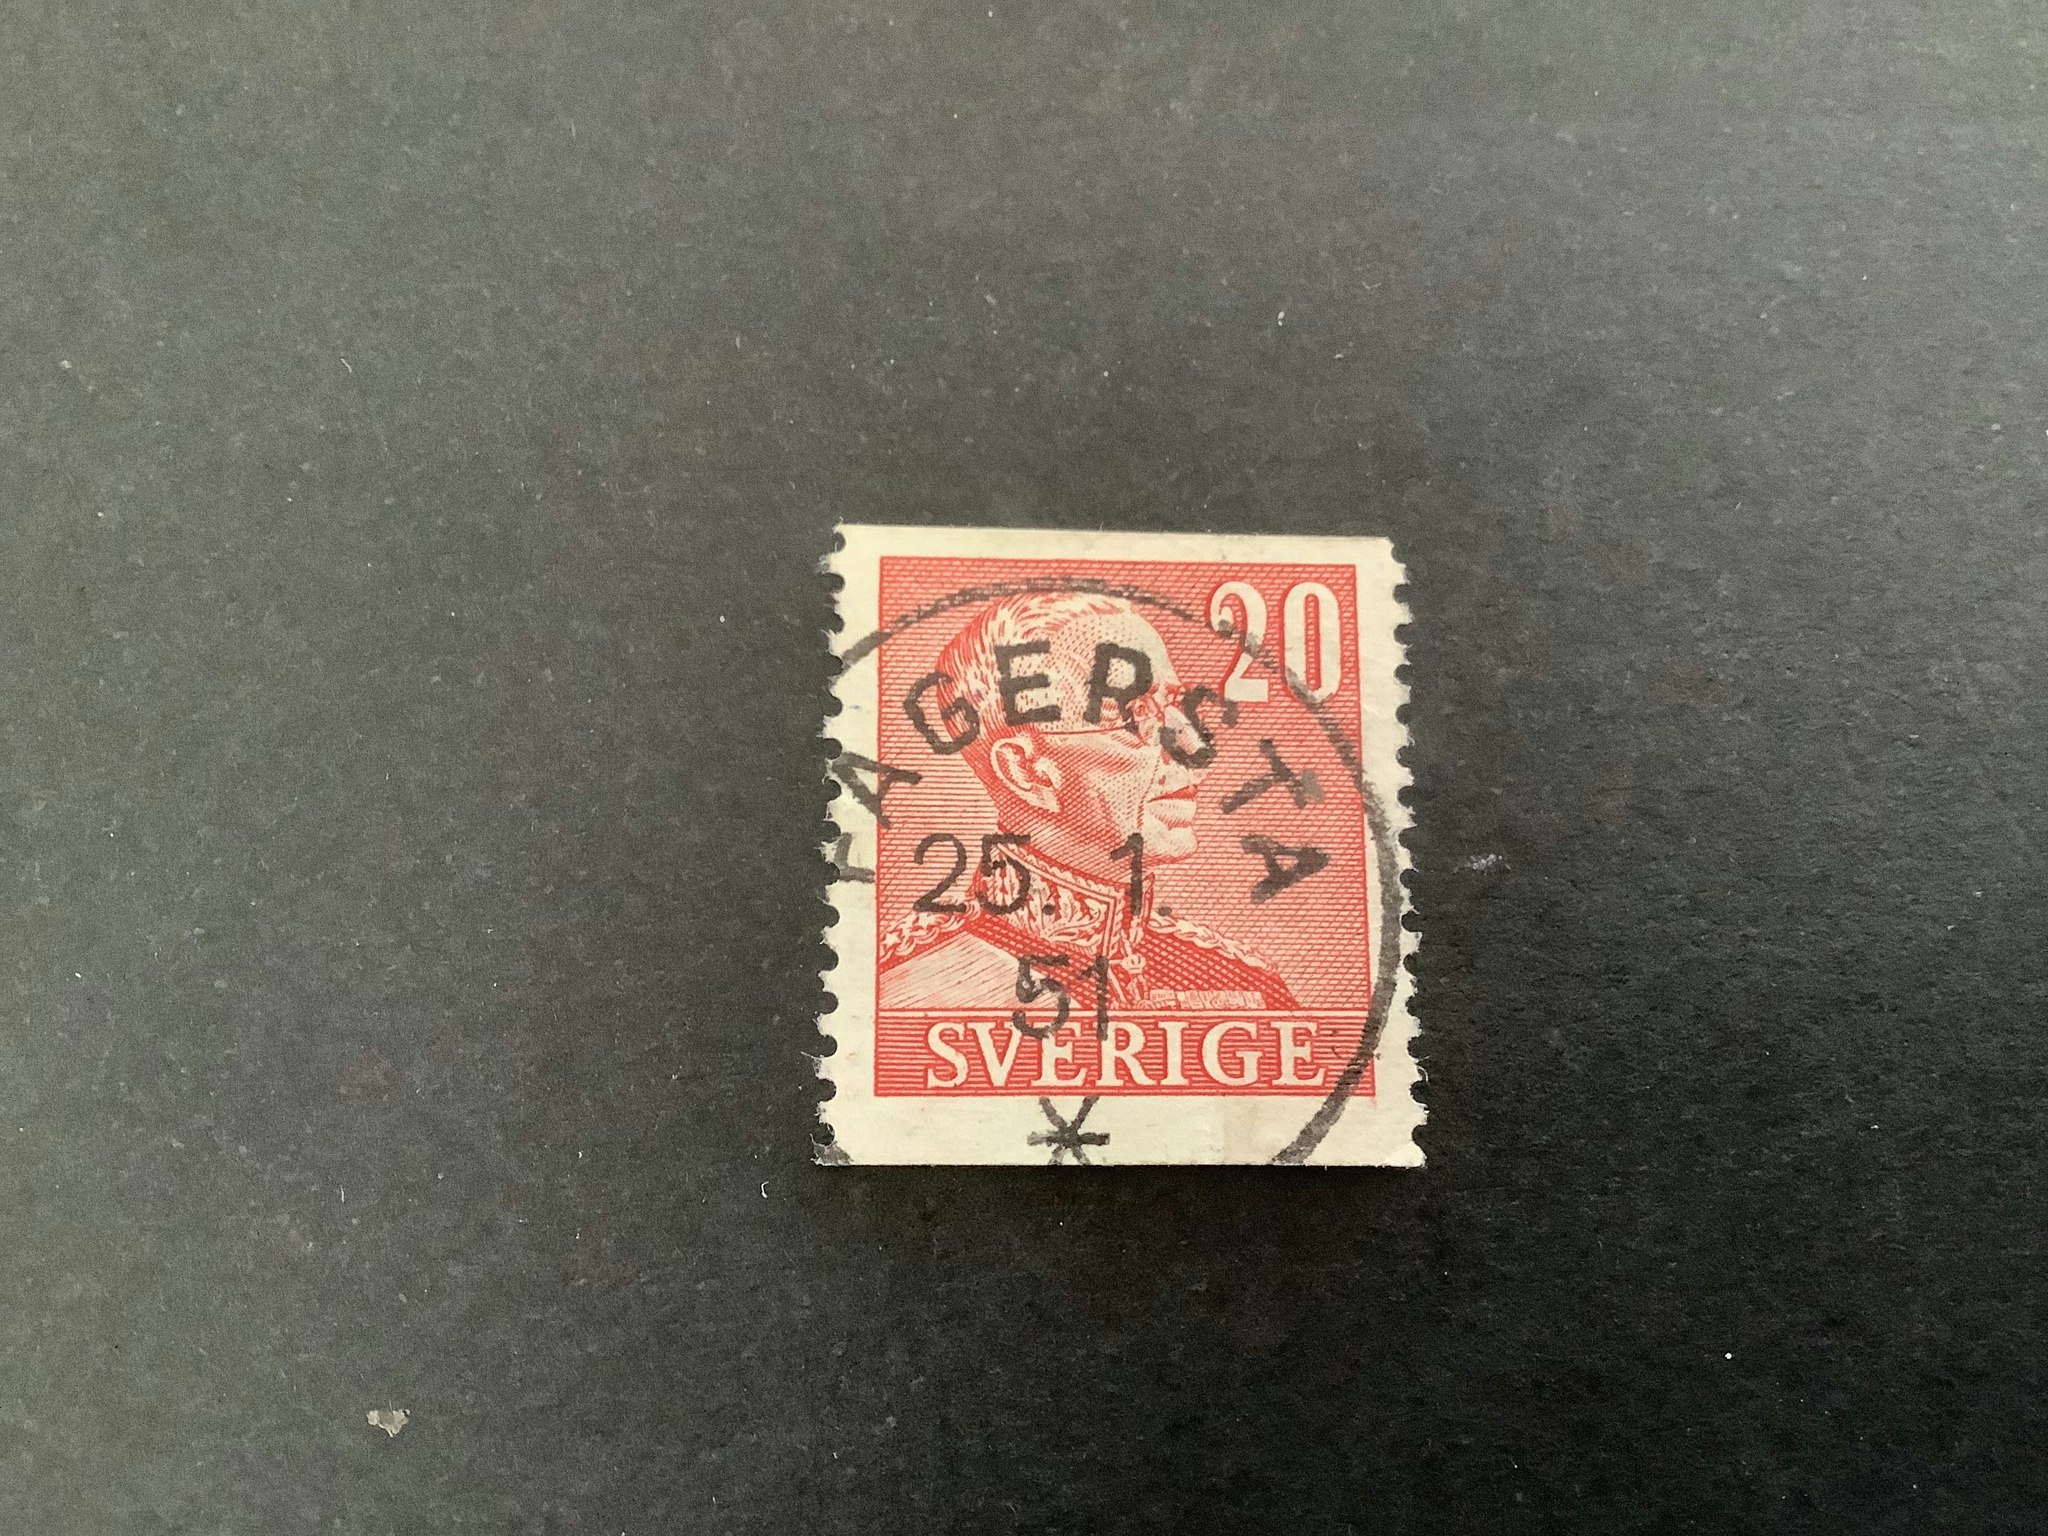 20
FAGERSTA
25. 1.
51
SVERIGE